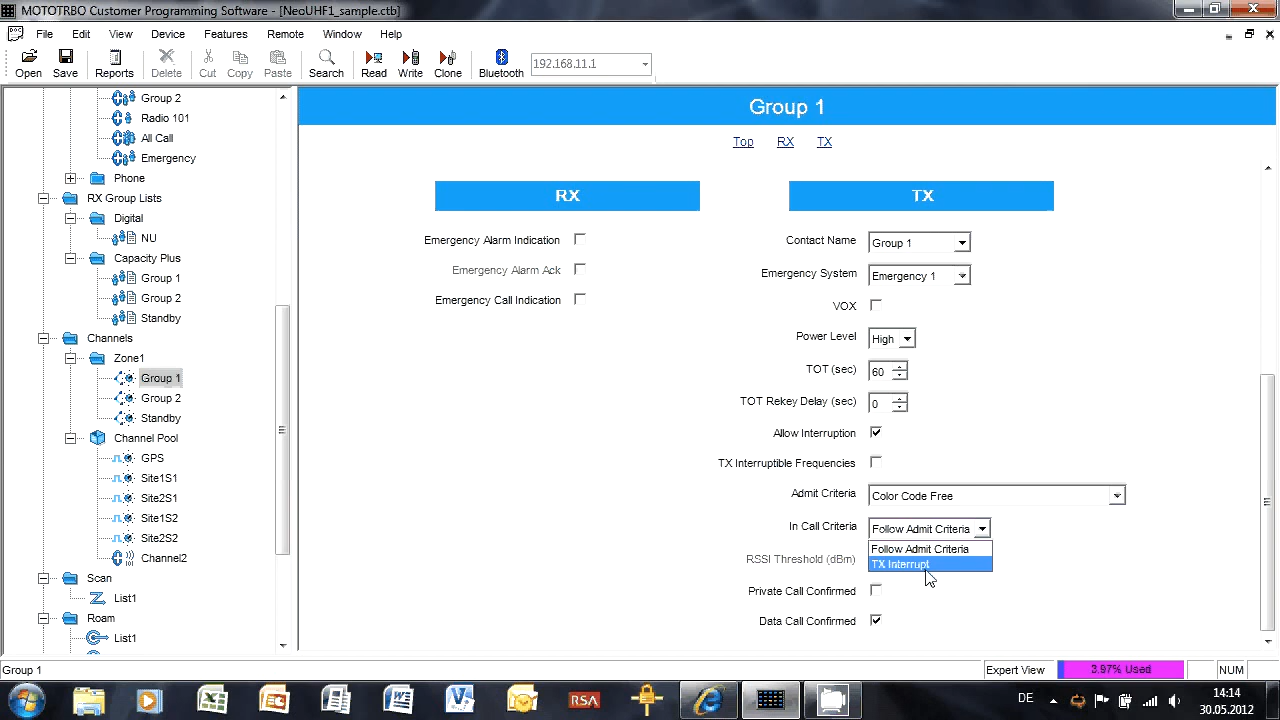 MOTOTRBO Customer Programming Software - [NeoUHF1_sample.ctb]
File Edit View Device Features Remote Window Help
Open Save Reports Delete Cut Copy Paste Search Read Write Clone Bluetooth 192.168.11.1
Group 2
Radio 101
All Call
Emergency
Phone
RX Group Lists
Digital
NU
Capacity Plus
Group 1
Group 2
Standby
Channels
Zone1
Group 1
Group 2
Standby
Channel Pool
GPS
Site1S1
Site2S1
Site1S2
Site2S2
Channel2
Scan
List1
Roam
List1
Group 1
Top RX TX
RX
Emergency Alarm Indication
Emergency Alarm Ack
Emergency Call Indication
TX
Contact Name Group 1
Emergency System Emergency 1
VOX
Power Level High
TOT (sec) 60
TOT Rekey Delay (sec) 0
Allow Interruption
TX Interruptible Frequencies
Admit Criteria Color Code Free
In Call Criteria Follow Admit Criteria
Follow Admit Criteria
TX Interrupt
RSSI Threshold (dBm)
Private Call Confirmed
Data Call Confirmed
Group 1 Expert View 3.97% Used NUM
RSA DE 14:14
30.05.2012